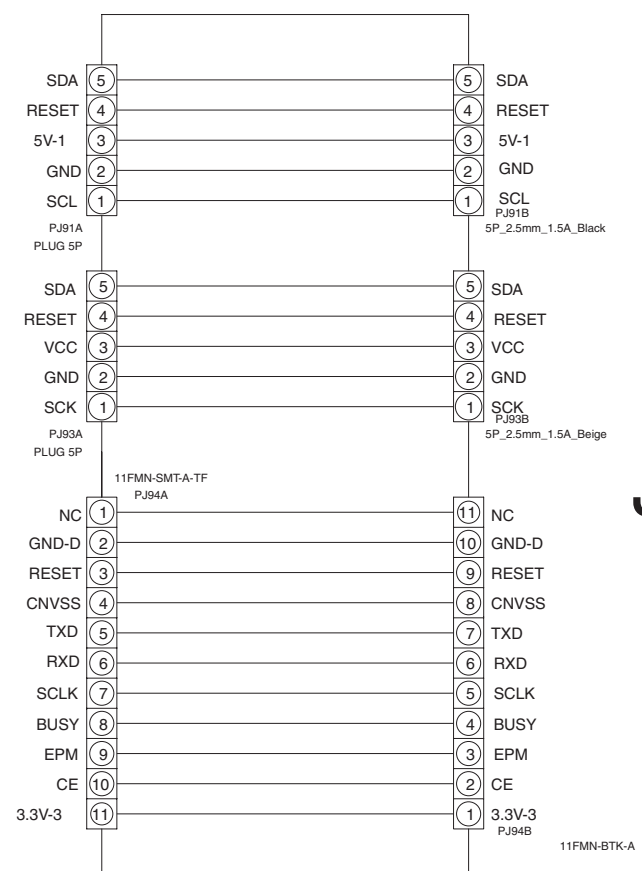 SDA 5 5 SDA
RESET 4 4 RESET
5V-1 3 3 5V-1
GND 2 2 GND
SCL 1 1 SCL
PJ91A PJ91B
PLUG 5P 5P_2.5mm_1.5A_Black
SDA 5 5 SDA
RESET 4 4 RESET
VCC 3 3 VCC
GND 2 2 GND
SCK 1 1 SCK
PJ93A PJ93B
PLUG 5P 5P_2.5mm_1.5A_Beige
11FMN-SMT-A-TF
PJ94A
NC 1 11 NC
GND-D 2 10 GND-D
RESET 3 9 RESET
CNVSS 4 8 CNVSS
TXD 5 7 TXD
RXD 6 6 RXD
SCLK 7 5 SCLK
BUSY 8 4 BUSY
EPM 9 3 EPM
CE 10 2 CE
3.3V-3 11 1 3.3V-3
PJ94B
11FMN-BTK-A